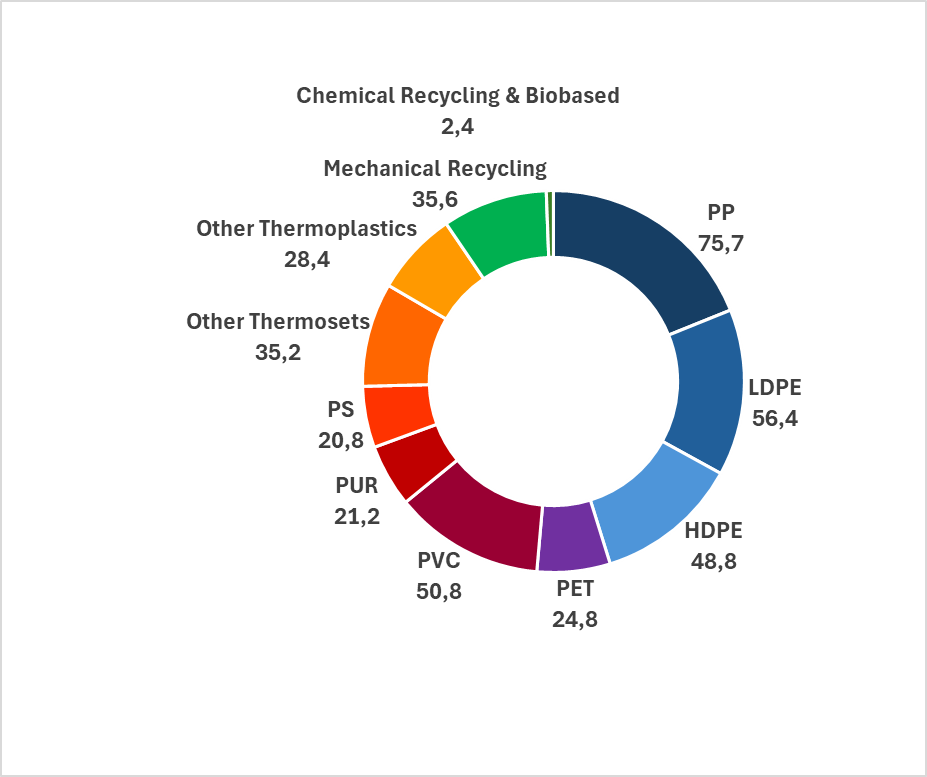 Chemical Recycling & Biobased
2,4
Mechanical Recycling
35,6
Other Thermoplastics
28,4
Other Thermosets
35,2
PS
20,8
PUR
21,2
PVC
50,8
PET
24,8
HDPE
48,8
LDPE
56,4
PP
75,7